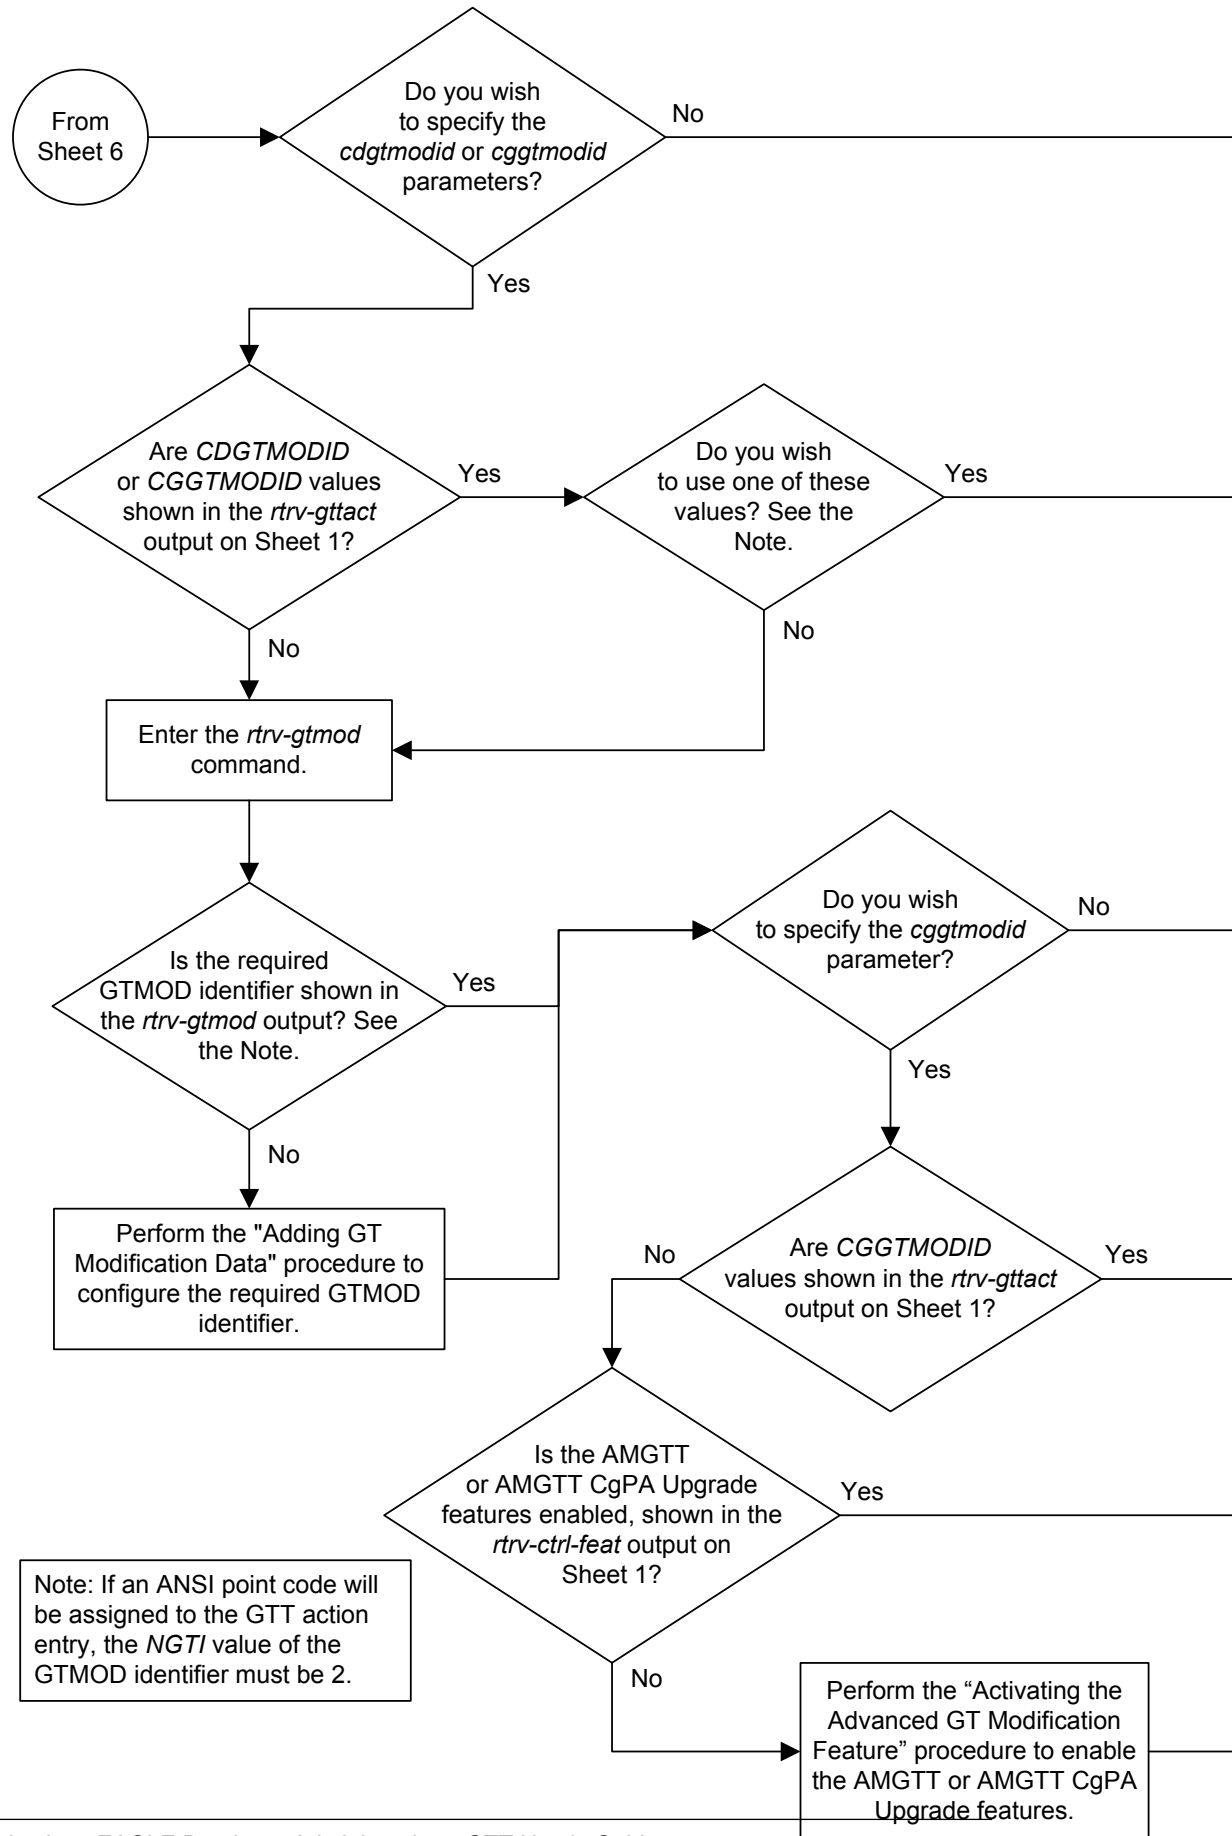 From
Sheet 6
Do you wish
to specify the
cdgtmodid or cggtmodid
parameters?
No
Yes
Are CDGTMODID
or CGGTMODID values
shown in the rtrv-gttact
output on Sheet 1?
Yes
Do you wish
to use one of these
values? See the
Note.
Yes
No
No
Enter the rtrv-gtmod
command.
Is the required
GTMOD identifier shown in
the rtrv-gtmod output? See
the Note.
Yes
Do you wish
to specify the cggtmodid
parameter?
No
Yes
No
Perform the "Adding GT
Modification Data" procedure to
configure the required GTMOD
identifier.
Are CGGTMODID
values shown in the rtrv-gttact
output on Sheet 1?
No
Yes
Is the AMGTT
or AMGTT CgPA Upgrade
features enabled, shown in the
rtrv-ctrl-feat output on
Sheet 1?
Yes
No
Note: If an ANSI point code will
be assigned to the GTT action
entry, the NGTI value of the
GTMOD identifier must be 2.
Perform the “Activating the
Advanced GT Modification
Feature” procedure to enable
the AMGTT or AMGTT CgPA
Upgrade features.